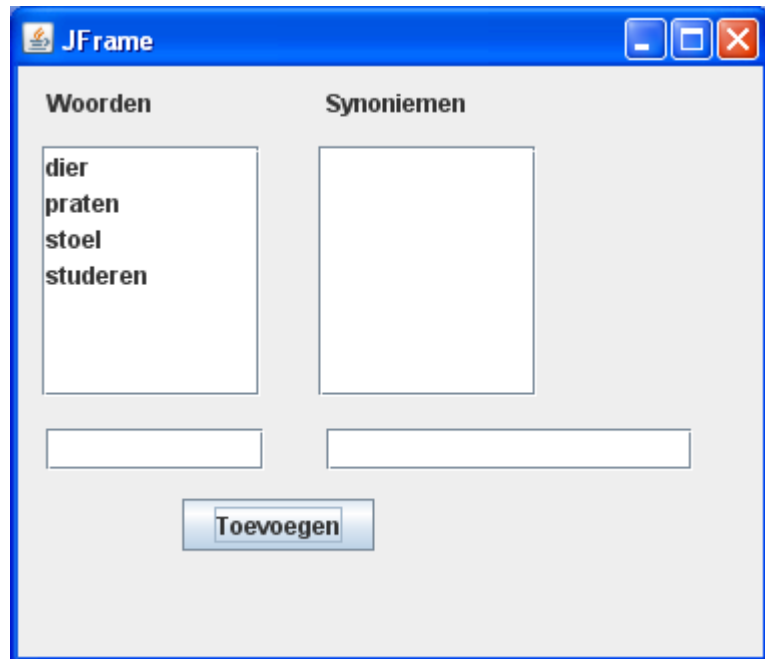 JFrame
Woorden Synoniemen
dier
praten
stoel
studeren
Toevoegen